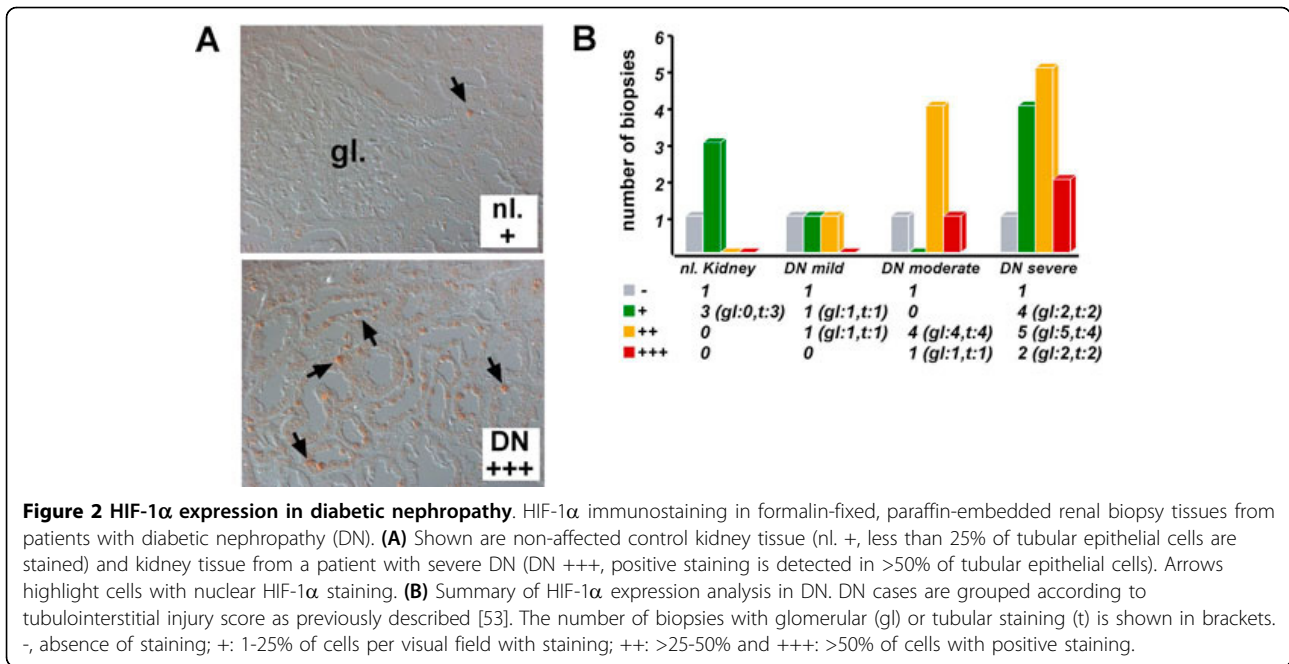 A
gl.
nl.
+
DN
+++
B
number of biopsies
6
5
4
3
2
1
nl. Kidney DN mild DN moderate DN severe
- 1 1 1 1
+ 3 (gl:0,t:3) 1 (gl:1,t:1) 0 4 (gl:2,t:2)
++ 0 1 (gl:1,t:1) 4 (gl:4,t:4) 5 (gl:5,t:4)
+++ 0 0 1 (gl:1,t:1) 2 (gl:2,t:2)
Figure 2 HIF-1α expression in diabetic nephropathy. HIF-1α immunostaining in formalin-fixed, paraffin-embedded renal biopsy tissues from
patients with diabetic nephropathy (DN). (A) Shown are non-affected control kidney tissue (nl. +, less than 25% of tubular epithelial cells are
stained) and kidney tissue from a patient with severe DN (DN +++, positive staining is detected in >50% of tubular epithelial cells). Arrows
highlight cells with nuclear HIF-1α staining. (B) Summary of HIF-1α expression analysis in DN. DN cases are grouped according to
tubulointerstitial injury score as previously described [53]. The number of biopsies with glomerular (gl) or tubular staining (t) is shown in brackets.
-, absence of staining; +: 1-25% of cells per visual field with staining; ++: >25-50% and +++: >50% of cells with positive staining.